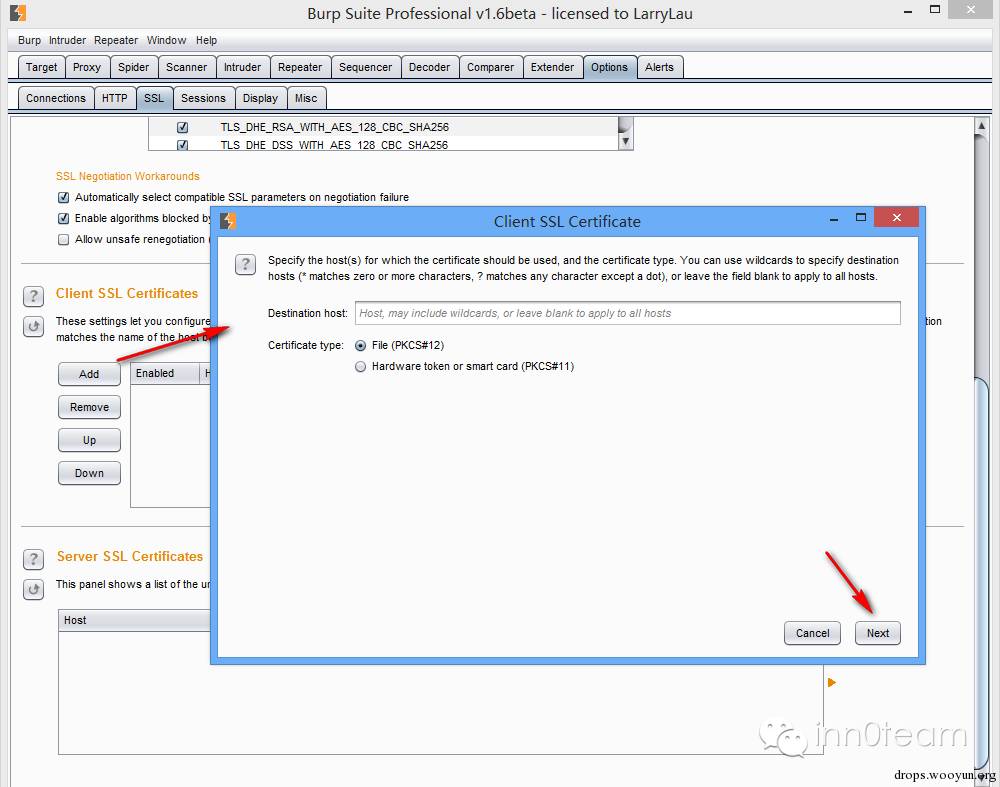 Burp Suite Professional v1.6beta - licensed to LarryLau
Burp Intruder Repeater Window Help
Target Proxy Spider Scanner Intruder Repeater Sequencer Decoder Comparer Extender Options Alerts
Connections HTTP SSL Sessions Display Misc
TLS_DHE_RSA_WITH_AES_128_CBC_SHA256
TLS_DHE_DSS_WITH_AES_128_CBC_SHA256
SSL Negotiation Workarounds
Automatically select compatible SSL parameters on negotiation failure
Enable algorithms blocked by
Allow unsafe renegotiation (
Client SSL Certificates
These settings let you configure
matches the name of the host
Add
Remove
Up
Down
Enabled H
Server SSL Certificates
This panel shows a list of the
Host
Client SSL Certificate
Specify the host(s) for which the certificate should be used, and the certificate type. You can use wildcards to specify destination
hosts (* matches zero or more characters, ? matches any character except a dot), or leave the field blank to apply to all hosts.
Destination host: Host, may include wildcards, or leave blank to apply to all hosts
Certificate type: File (PKCS#12)
Hardware token or smart card (PKCS#11)
Cancel Next
inn0team
drops.wooyun.org